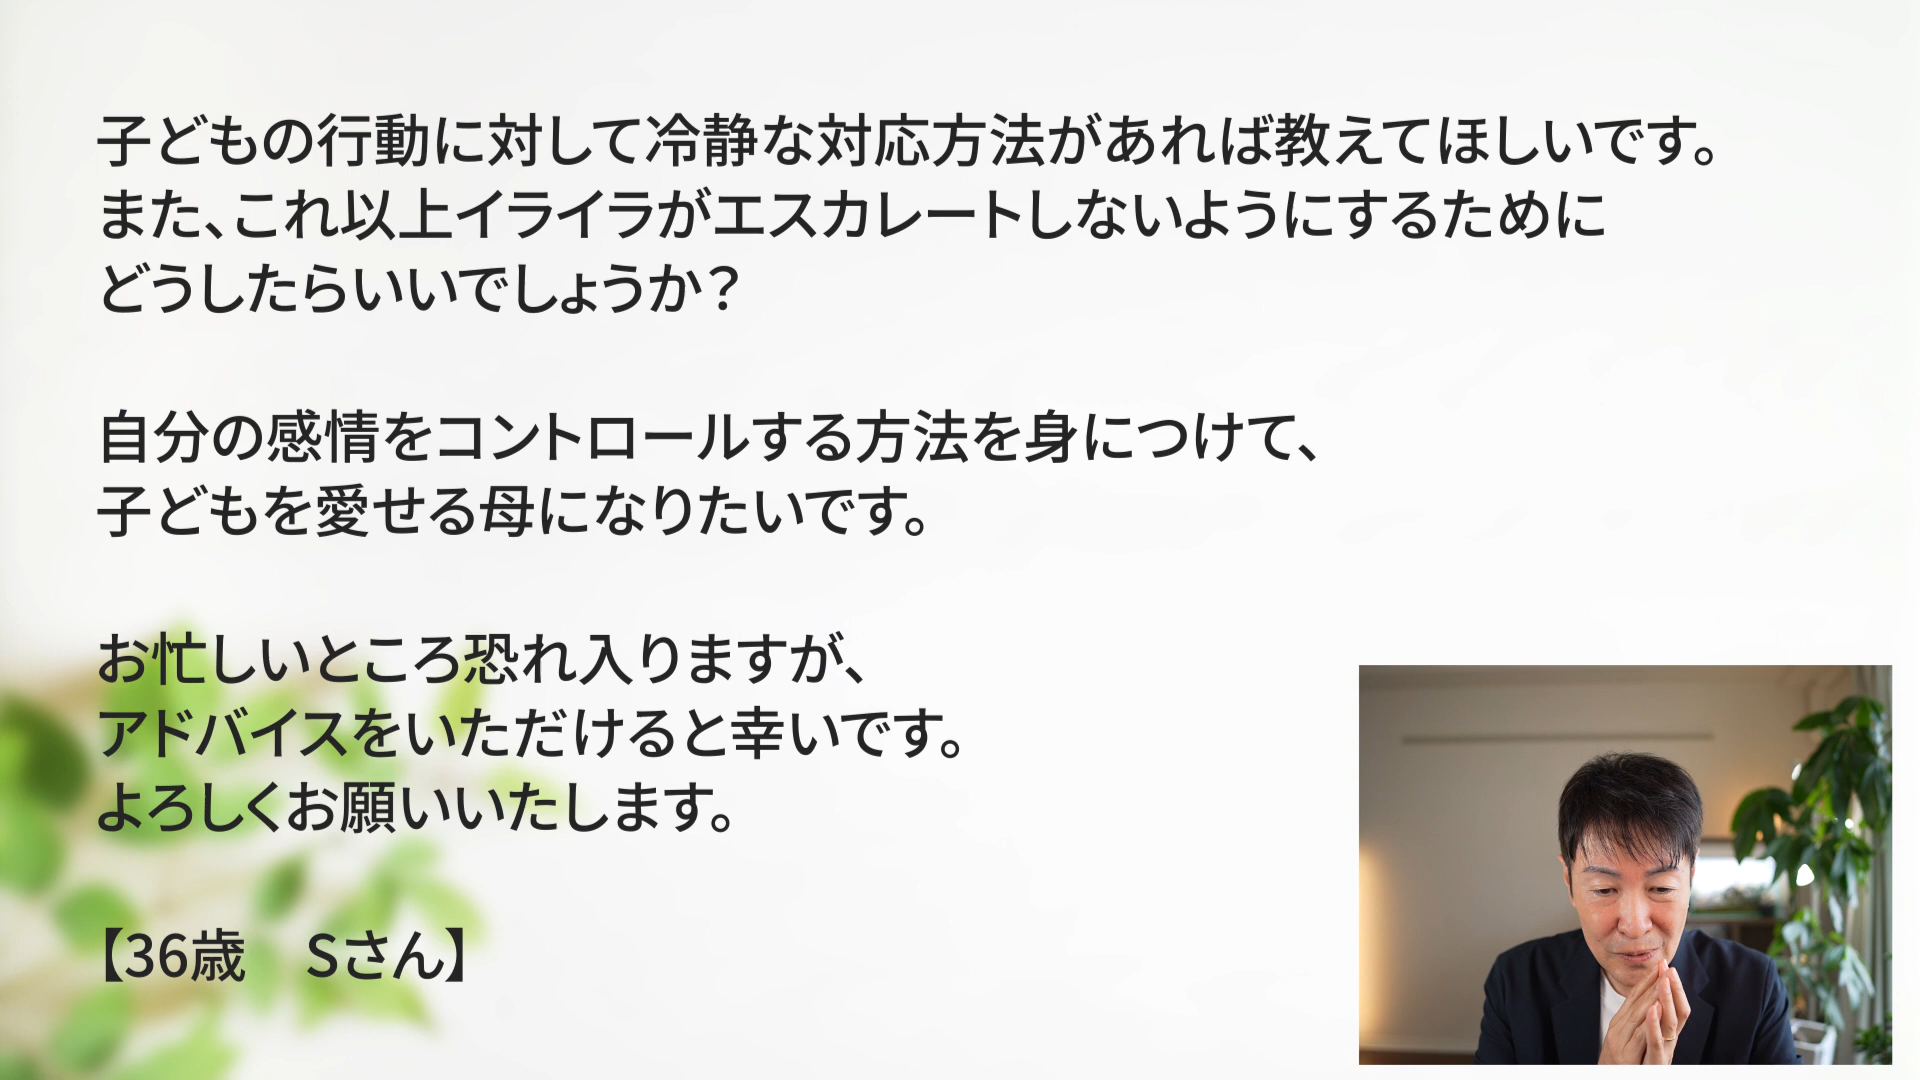 子どもの行動に対して冷静な対応方法があれば教えてほしいです。
また、これ以上イライラがエスカレートしないようにするために
どうしたらいいでしょうか？
自分の感情をコントロールする方法を身につけて、
子どもを愛せる母になりたいです。
お忙しいところ恐れ入りますが、
アドバイスをいただけると幸いです。
よろしくお願いいたします。
【36歳　Sさん】